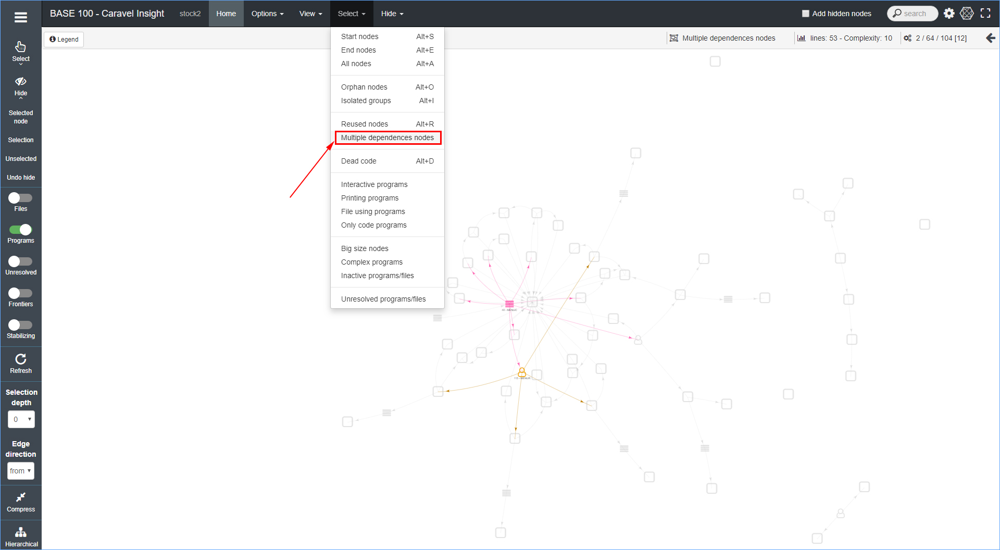 BASE 100 - Caravel Insight
stock2
Home
Options
View
Select
Hide
Add hidden nodes
search
Legend
Multiple dependences nodes
lines: 53 - Complexity: 10
2 / 64 / 104 [12]
Select
Hide
Selected
node
Selection
Unselected
Undo hide
Files
Programs
Unresolved
Frontiers
Stabilizing
Refresh
Selection
depth
0
Edge
direction
from
Compress
Hierarchical
Start nodes Alt+S
End nodes Alt+E
All nodes Alt+A
Orphan nodes Alt+O
Isolated groups Alt+I
Reused nodes Alt+R
Multiple dependences nodes
Dead code Alt+D
Interactive programs
Printing programs
File using programs
Only code programs
Big size nodes
Complex programs
Inactive programs/files
Unresolved programs/files
115 - MENUR